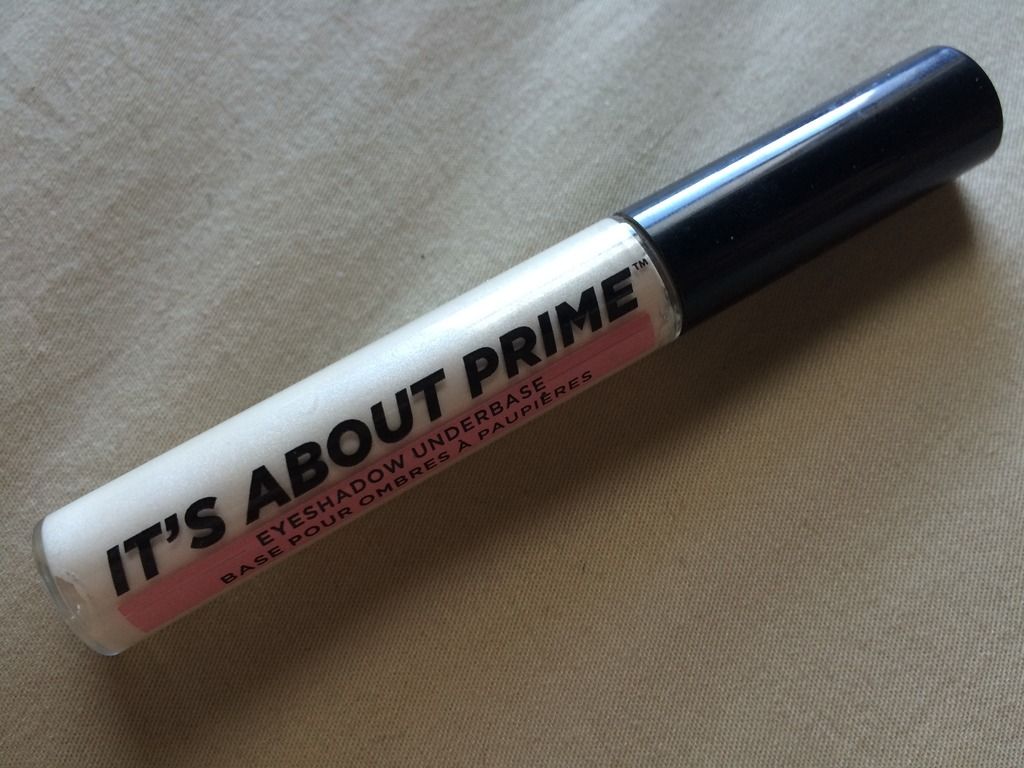 IT'S ABOUT PRIME™
EYESHADOW UNDERBASE
BASE POUR OMBRES À PAUPIÈRES